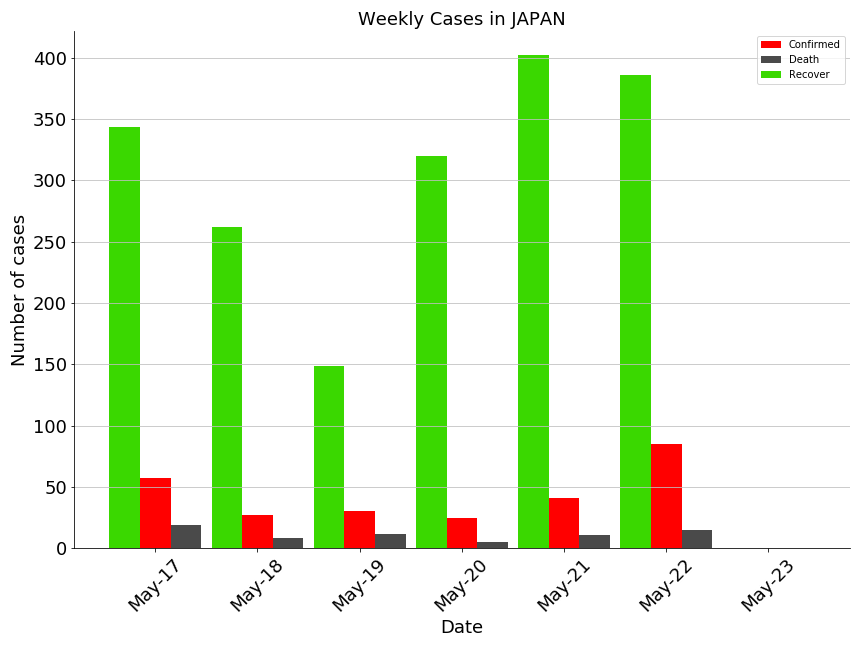 Weekly Cases in JAPAN
Confirmed
Death
Recover
Number of cases
400
350
300
250
200
150
100
50
0
May-17
May-18
May-19
May-20
May-21
May-22
May-23
Date